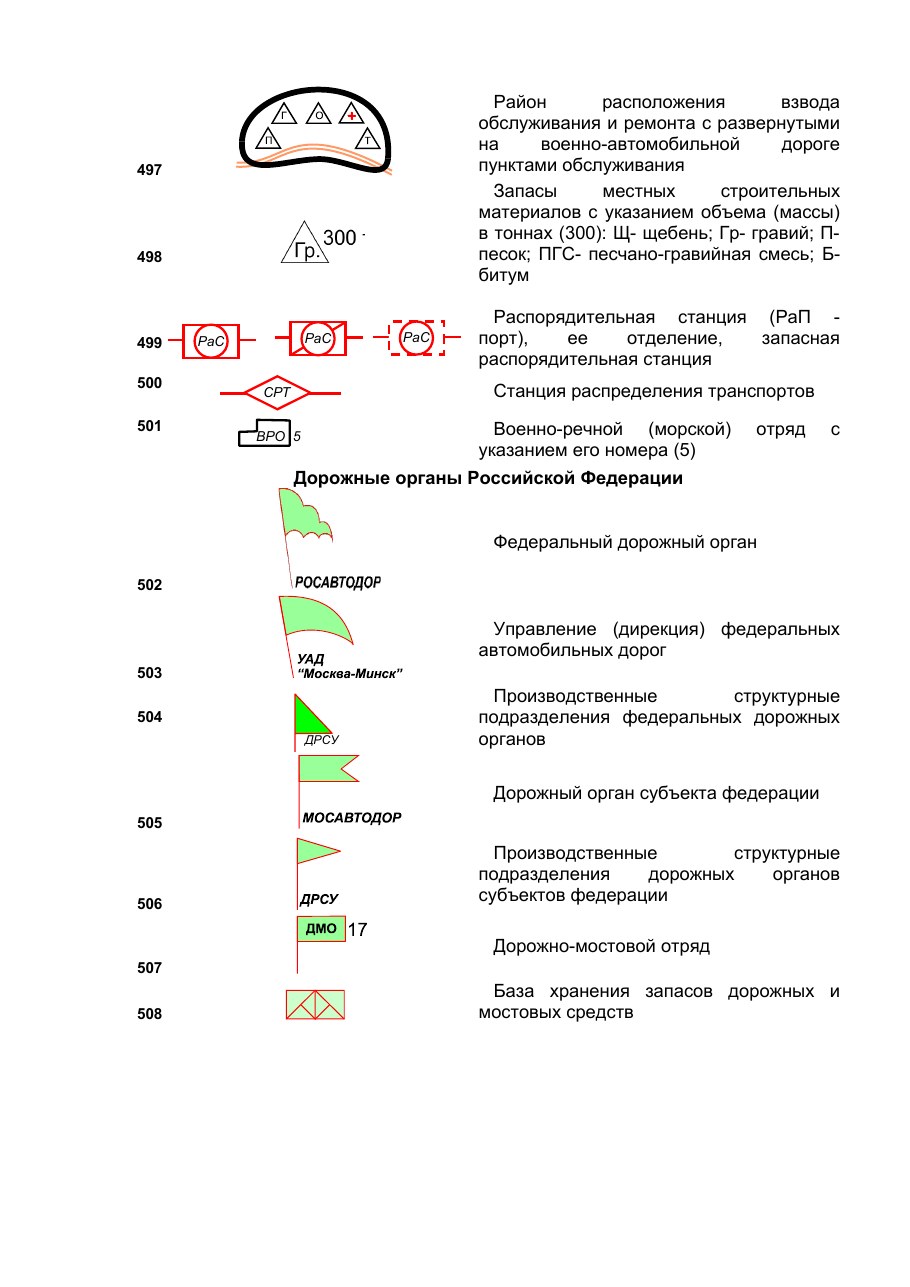 Г О
П Т
497
Район расположения взвода
обслуживания и ремонта с развернутыми
на военно-автомобильной дороге
пунктами обслуживания
498
Гр. 300
Запасы местных строительных
материалов с указанием объема (массы)
в тоннах (300): Щ- щебень; Гр- гравий; П-
песок; ПГС- песчано-гравийная смесь; Б-
битум
499
РаС РаС РаС
Распорядительная станция (РаП -
порт), ее отделение, запасная
распорядительная станция
500
СРТ
Станция распределения транспортов
501
ВРО 5
Военно-речной (морской) отряд с
указанием его номера (5)
Дорожные органы Российской Федерации
502
РОСАВТОДОР
Федеральный дорожный орган
503
УАД
“Москва-Минск”
Управление (дирекция) федеральных
автомобильных дорог
504
ДРСУ
Производственные структурные
подразделения федеральных дорожных
органов
505
МОСАВТОДОР
Дорожный орган субъекта федерации
506
ДРСУ
Производственные структурные
подразделения дорожных органов
субъектов федерации
507
ДМО 17
Дорожно-мостовой отряд
508
База хранения запасов дорожных и
мостовых средств